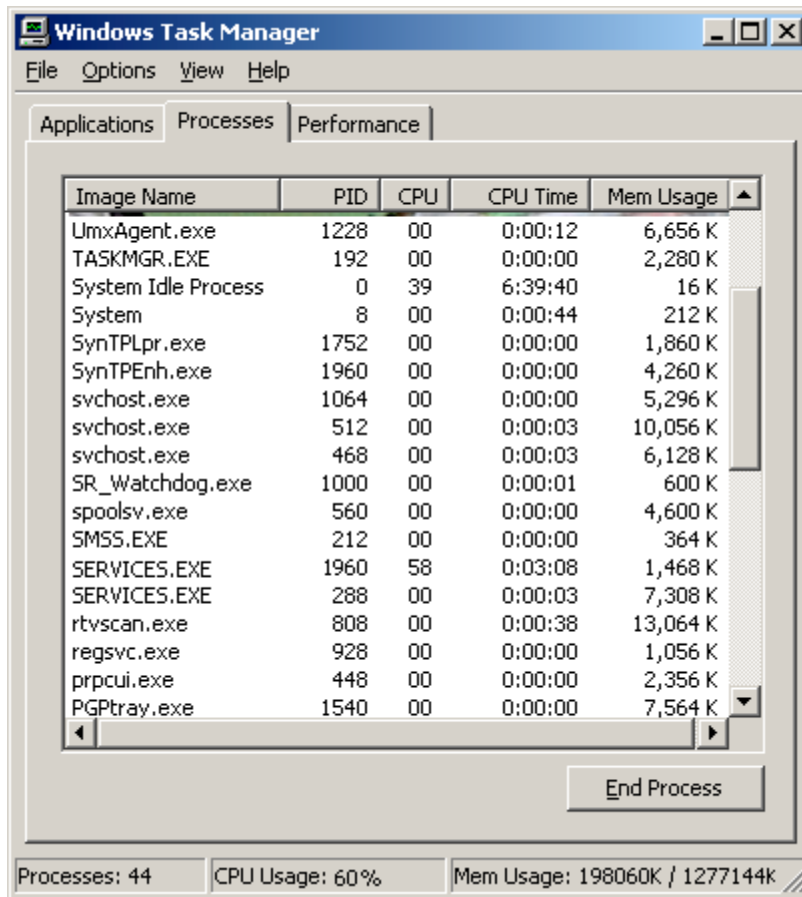 Windows Task Manager
File Options View Help
Applications Processes Performance
Image Name PID CPU CPU Time Mem Usage
UmxAgent.exe 1228 00 0:00:12 6,656 K
TASKMGR.EXE 192 00 0:00:00 2,280 K
System Idle Process 0 39 6:39:40 16 K
System 8 00 0:00:44 212 K
SynTPLpr.exe 1752 00 0:00:00 1,860 K
SynTPEnh.exe 1960 00 0:00:00 4,260 K
svchost.exe 1064 00 0:00:00 5,296 K
svchost.exe 512 00 0:00:03 10,056 K
svchost.exe 468 00 0:00:03 6,128 K
SR_Watchdog.exe 1000 00 0:00:01 600 K
spoolsv.exe 560 00 0:00:00 4,600 K
SMSS.EXE 212 00 0:00:00 364 K
SERVICES.EXE 1960 58 0:03:08 1,468 K
SERVICES.EXE 288 00 0:00:03 7,308 K
rtvscan.exe 808 00 0:00:38 13,064 K
regsvc.exe 928 00 0:00:00 1,056 K
prpcui.exe 448 00 0:00:00 2,356 K
PGPtray.exe 1540 00 0:00:00 7,564 K
End Process
Processes: 44 CPU Usage: 60% Mem Usage: 198060K / 1277144K